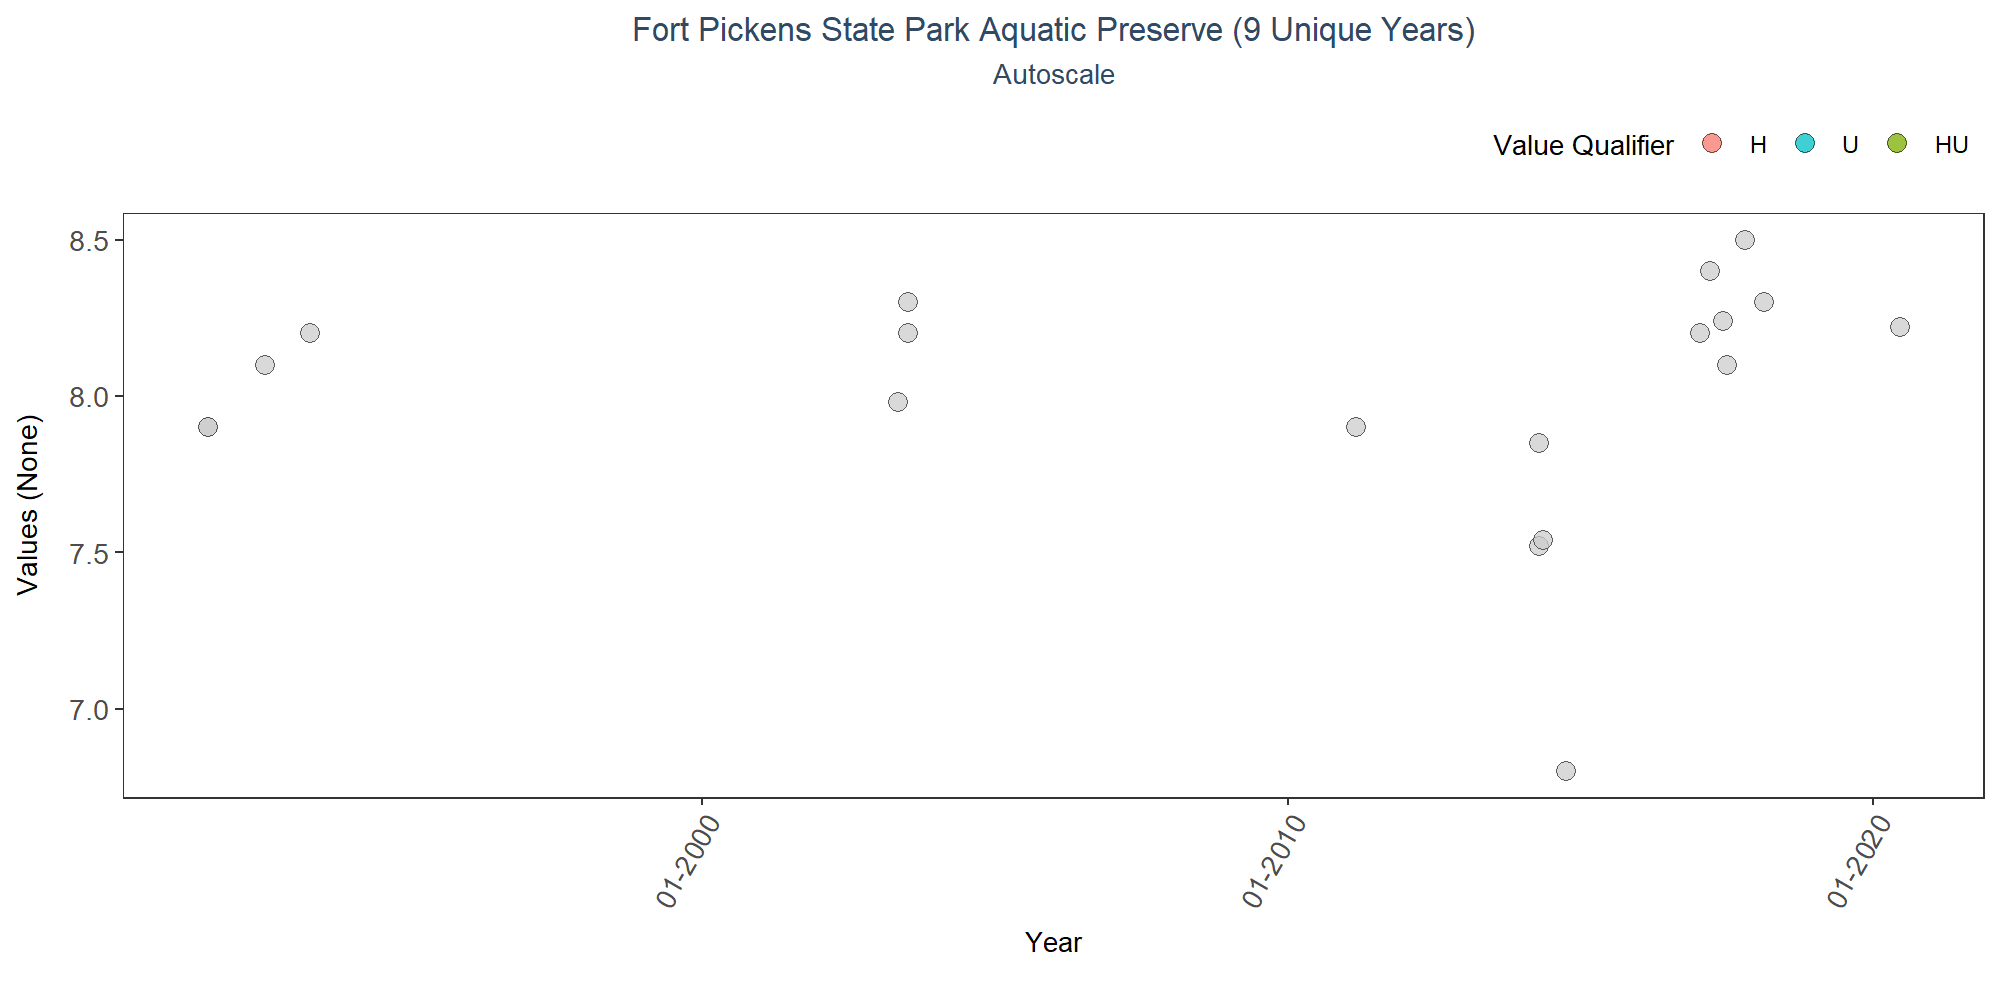 Fort Pickens State Park Aquatic Preserve (9 Unique Years)
Autoscale
Value Qualifier H U HU
Values (None)
8.5
8.0
7.5
7.0
01-2000 01-2010 01-2020
Year